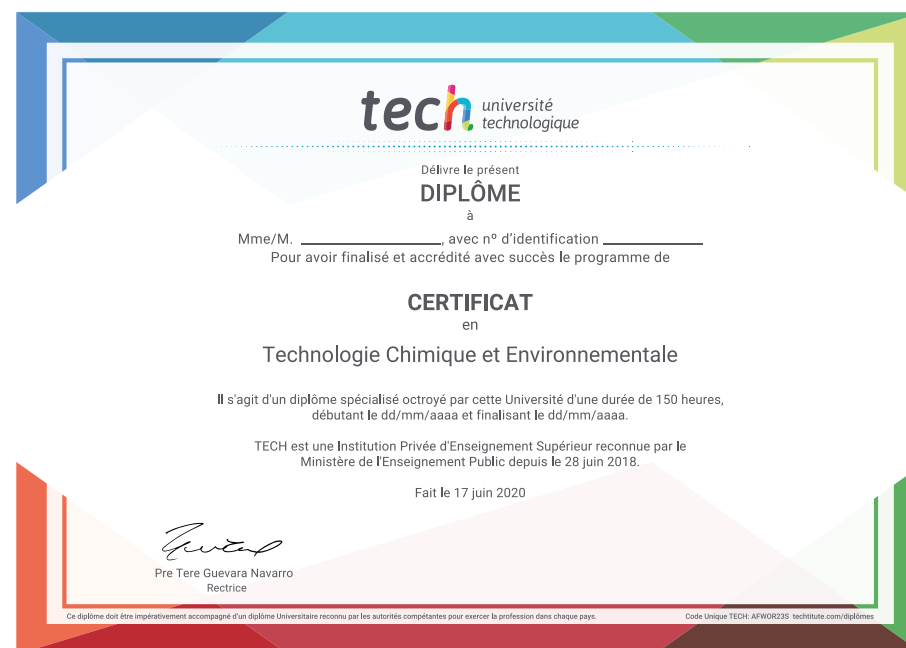 tech université
technologique
Délivre le présent
DIPLÔME
à
Mme/M. ____________________, avec nº d'identification ______________
Pour avoir finalisé et accrédité avec succès le programme de
CERTIFICAT
en
Technologie Chimique et Environnementale
Il s'agit d'un diplôme spécialisé octroyé par cette Université d'une durée de 150 heures,
débutant le dd/mm/aaaa et finalisant le dd/mm/aaaa.
TECH est une Institution Privée d'Enseignement Supérieur reconnue par le
Ministère de l'Enseignement Public depuis le 28 juin 2018.
Fait le 17 juin 2020
Pre Tere Guevara Navarro
Rectrice
Ce diplôme doit être impérativement accompagné d'un diplôme Universitaire reconnu par les autorités compétantes pour exercer la profession dans chaque pays. Code Unique TECH: AFWOR23S techtitute.com/diplômes